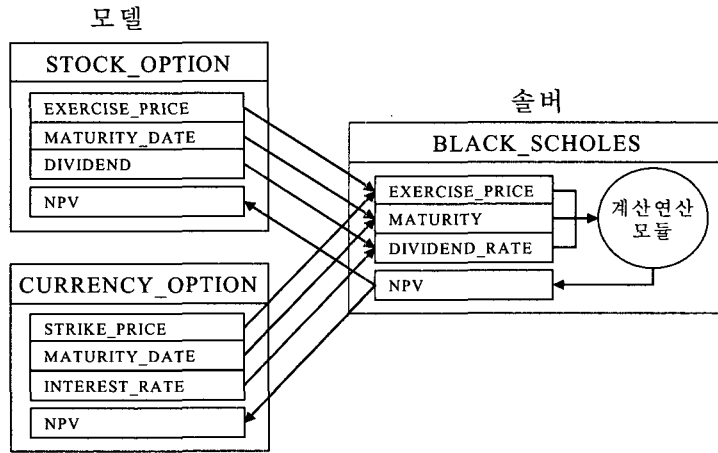 모델
STOCK_OPTION
EXERCISE_PRICE
MATURITY_DATE
DIVIDEND
NPV
CURRENCY_OPTION
STRIKE_PRICE
MATURITY_DATE
INTEREST_RATE
NPV
솔버
BLACK_SCHOLES
EXERCISE_PRICE
MATURITY
DIVIDEND_RATE
NPV
계산연산
모듈